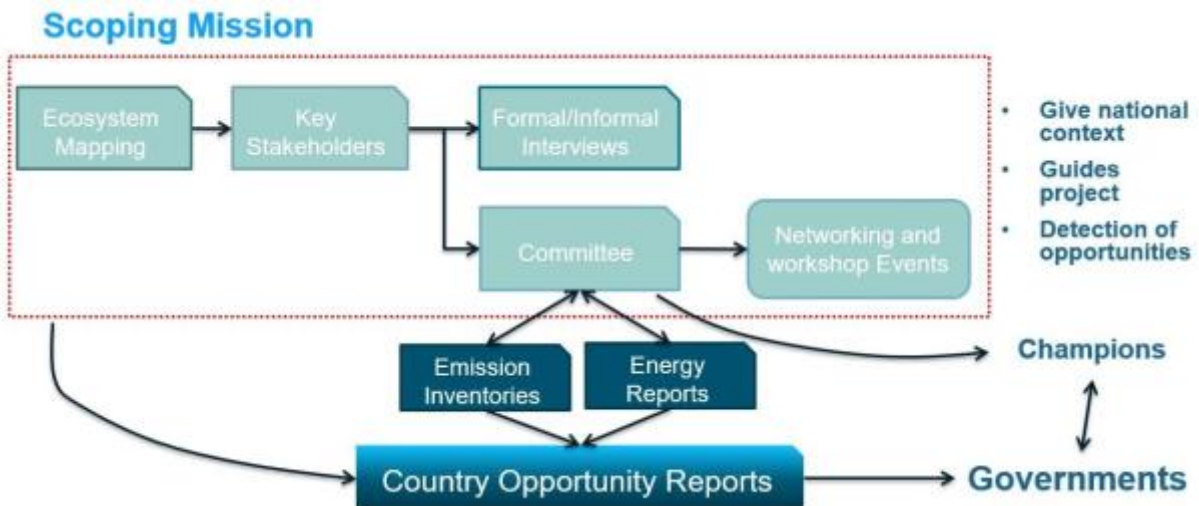 Scoping Mission
Ecosystem
Mapping
Key
Stakeholders
Formal/Informal
Interviews
Committee
Networking and
workshop Events
• Give national
context
• Guides
project
• Detection of
opportunities
Emission
Inventories
Energy
Reports
Champions
Country Opportunity Reports
Governments